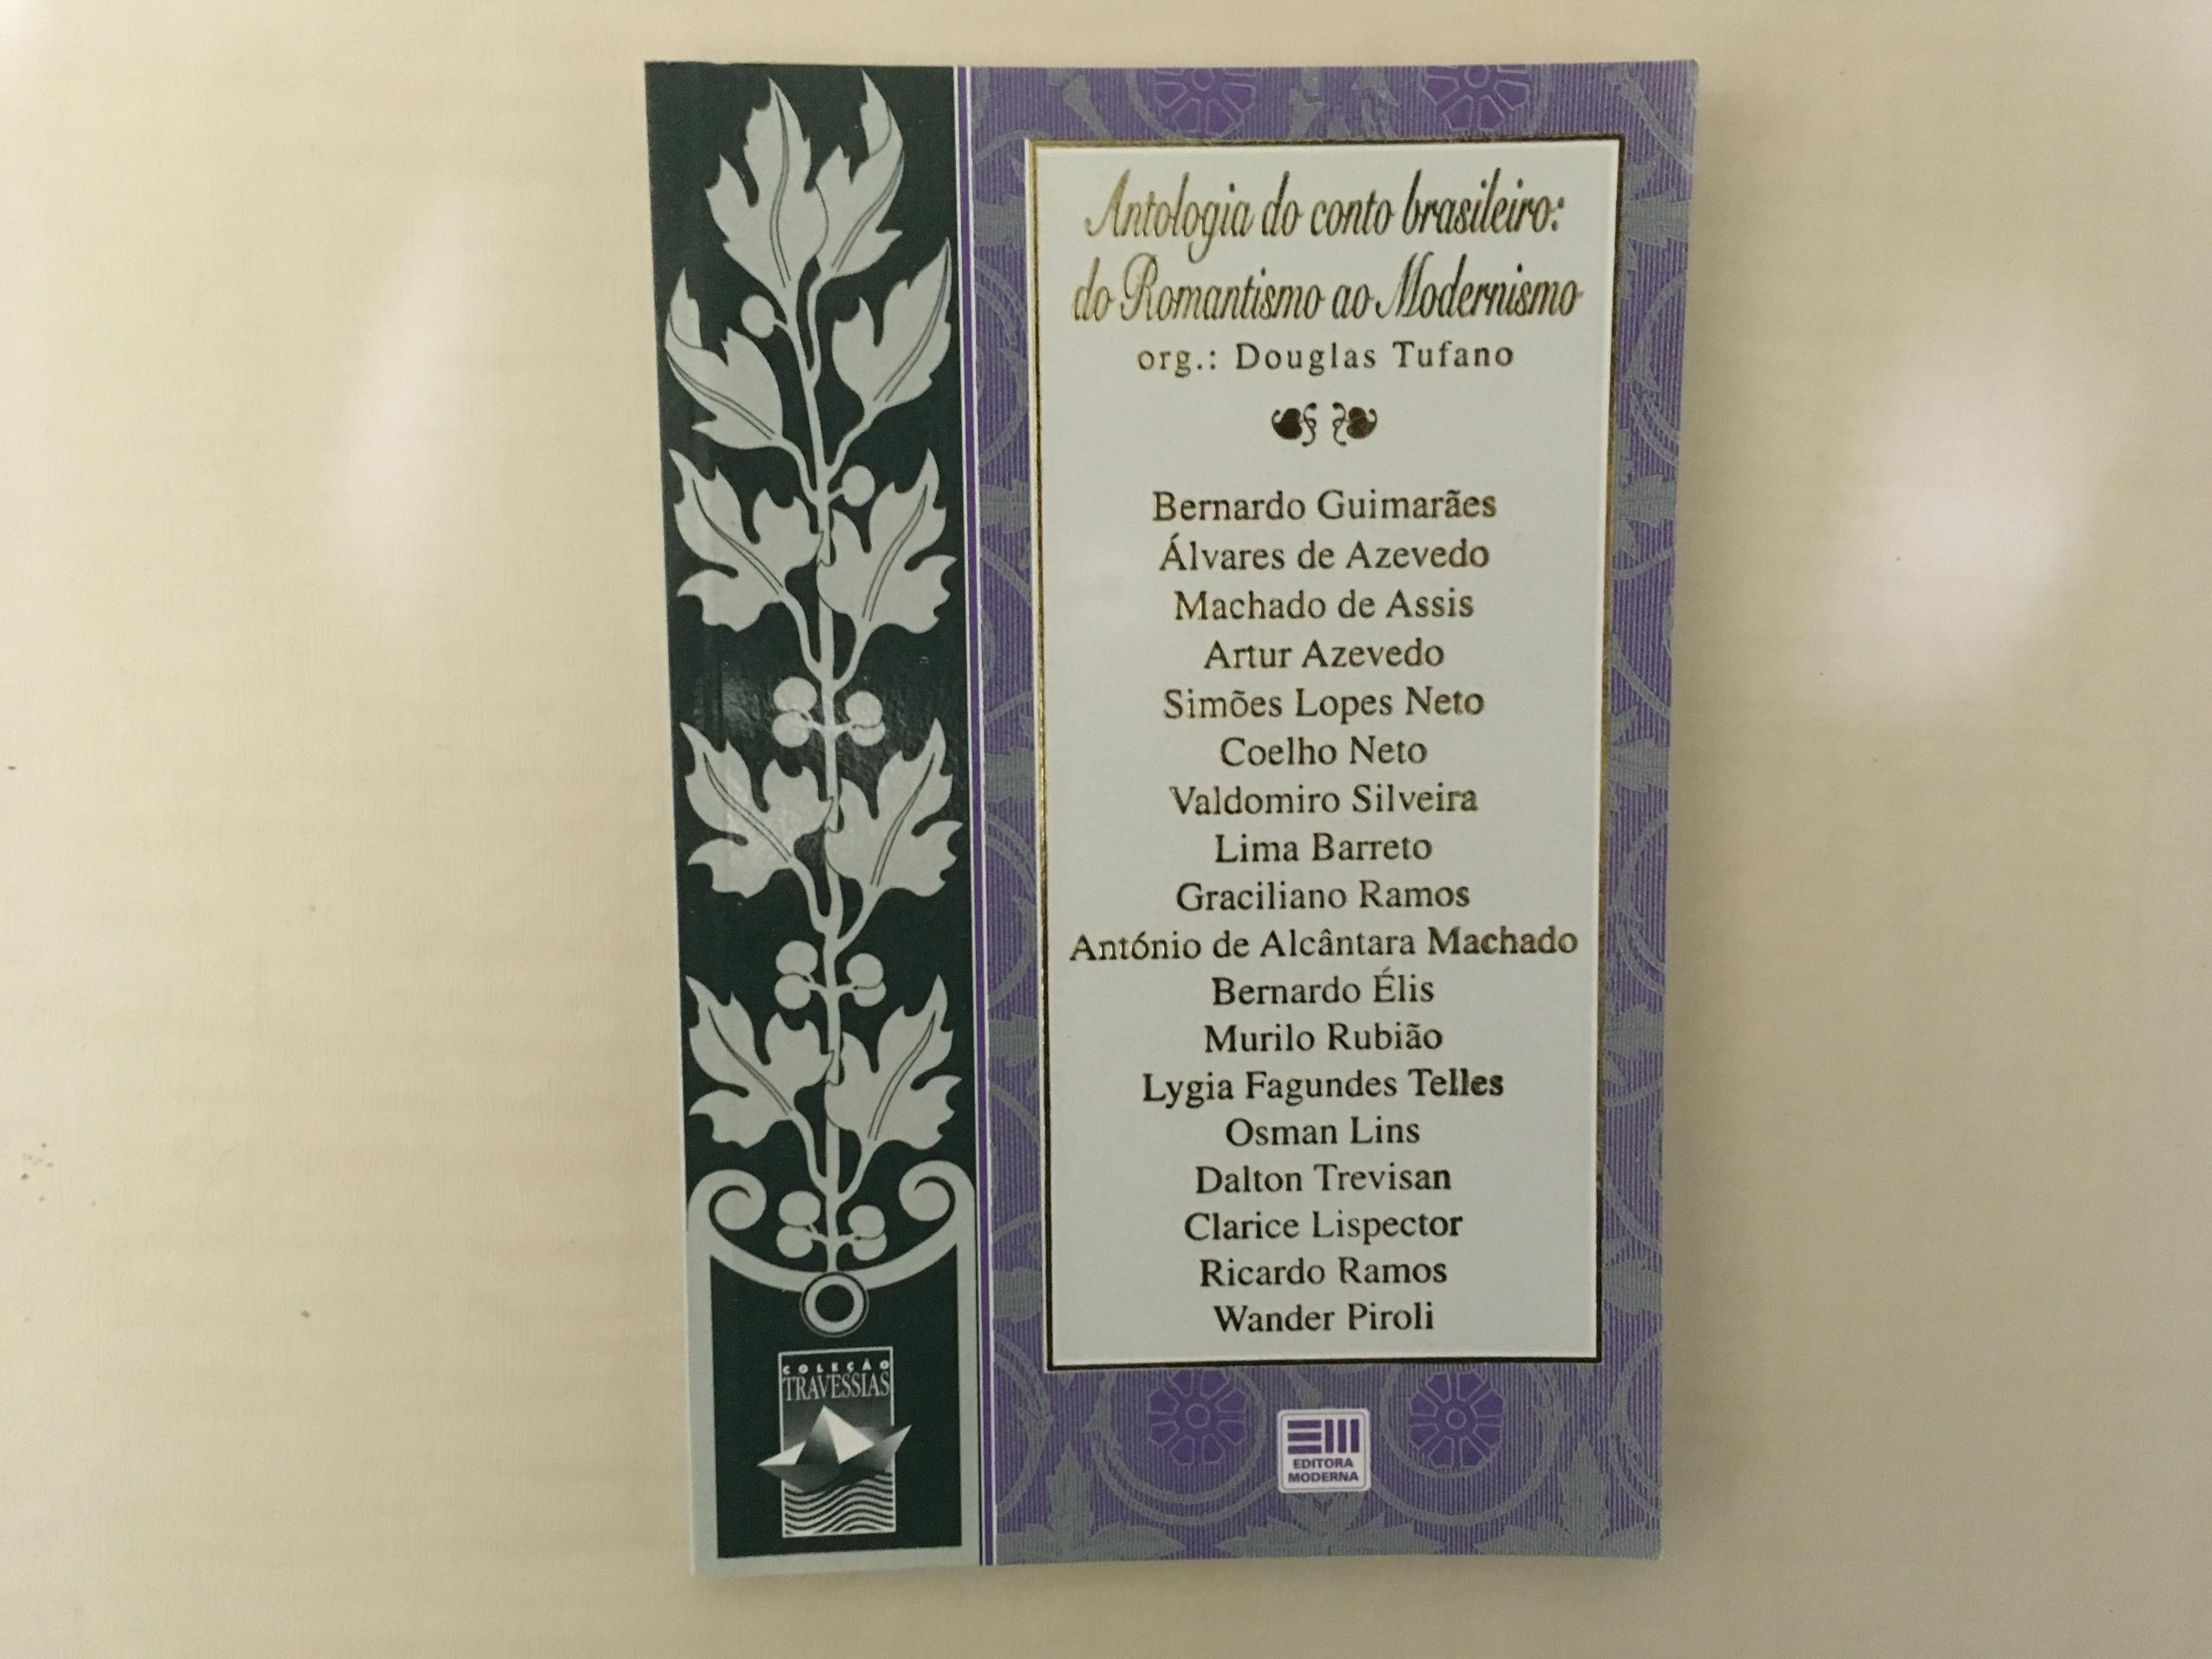 Antologia do conto brasileiro:
do Romantismo ao Modernismo
org.: Douglas Tufano
Bernardo Guimarães
Álvares de Azevedo
Machado de Assis
Artur Azevedo
Simões Lopes Neto
Coelho Neto
Valdomiro Silveira
Lima Barreto
Graciliano Ramos
António de Alcântara Machado
Bernardo Élis
Murilo Rubião
Lygia Fagundes Telles
Osman Lins
Dalton Trevisan
Clarice Lispector
Ricardo Ramos
Wander Piroli
COLEÇÃO
TRAVESSIAS
EDITORA
MODERNA